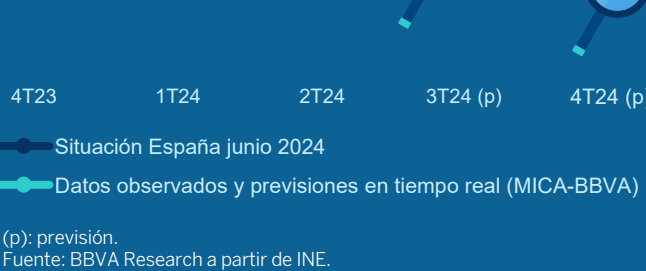 4T23 1T24 2T24 3T24 (p) 4T24 (p)
Situación España junio 2024
Datos observados y previsiones en tiempo real (MICA-BBVA)
(p): previsión.
Fuente: BBVA Research a partir de INE.